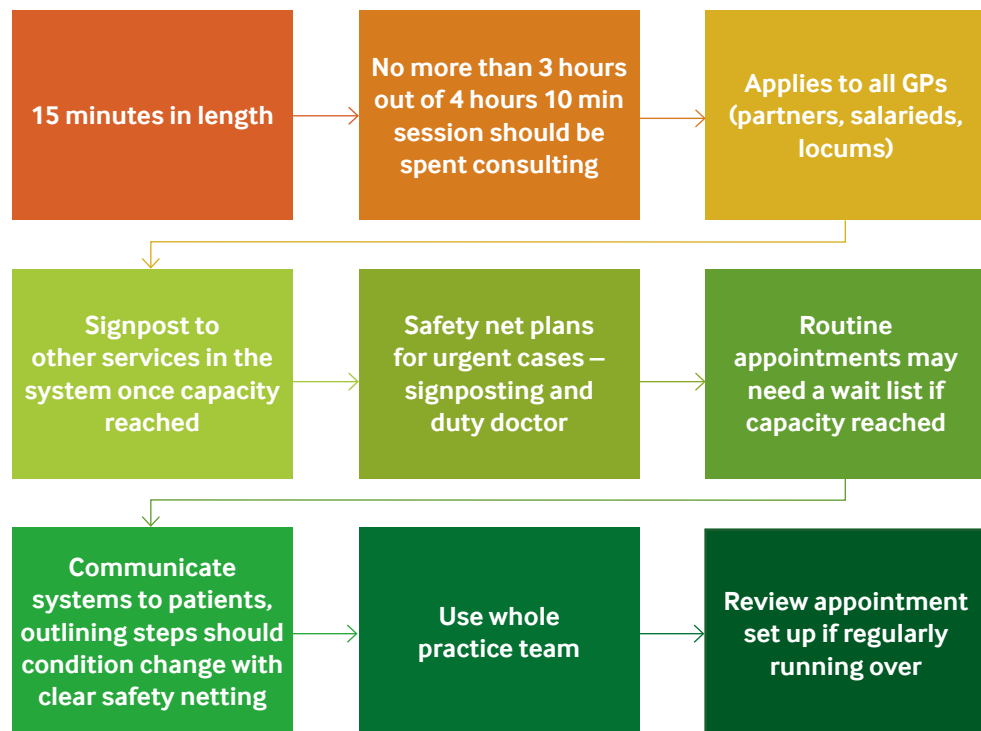 15 minutes in length
No more than 3 hours
out of 4 hours 10 min
session should be
spent consulting
Applies to all GPs
(partners, salarieds,
locums)
Signpost to
other services in the
system once capacity
reached
Safety net plans
for urgent cases –
signposting and
duty doctor
Routine
appointments may
need a wait list if
capacity reached
Communicate
systems to patients,
outlining steps should
condition change with
clear safety netting
Use whole
practice team
Review appointment
set up if regularly
running over